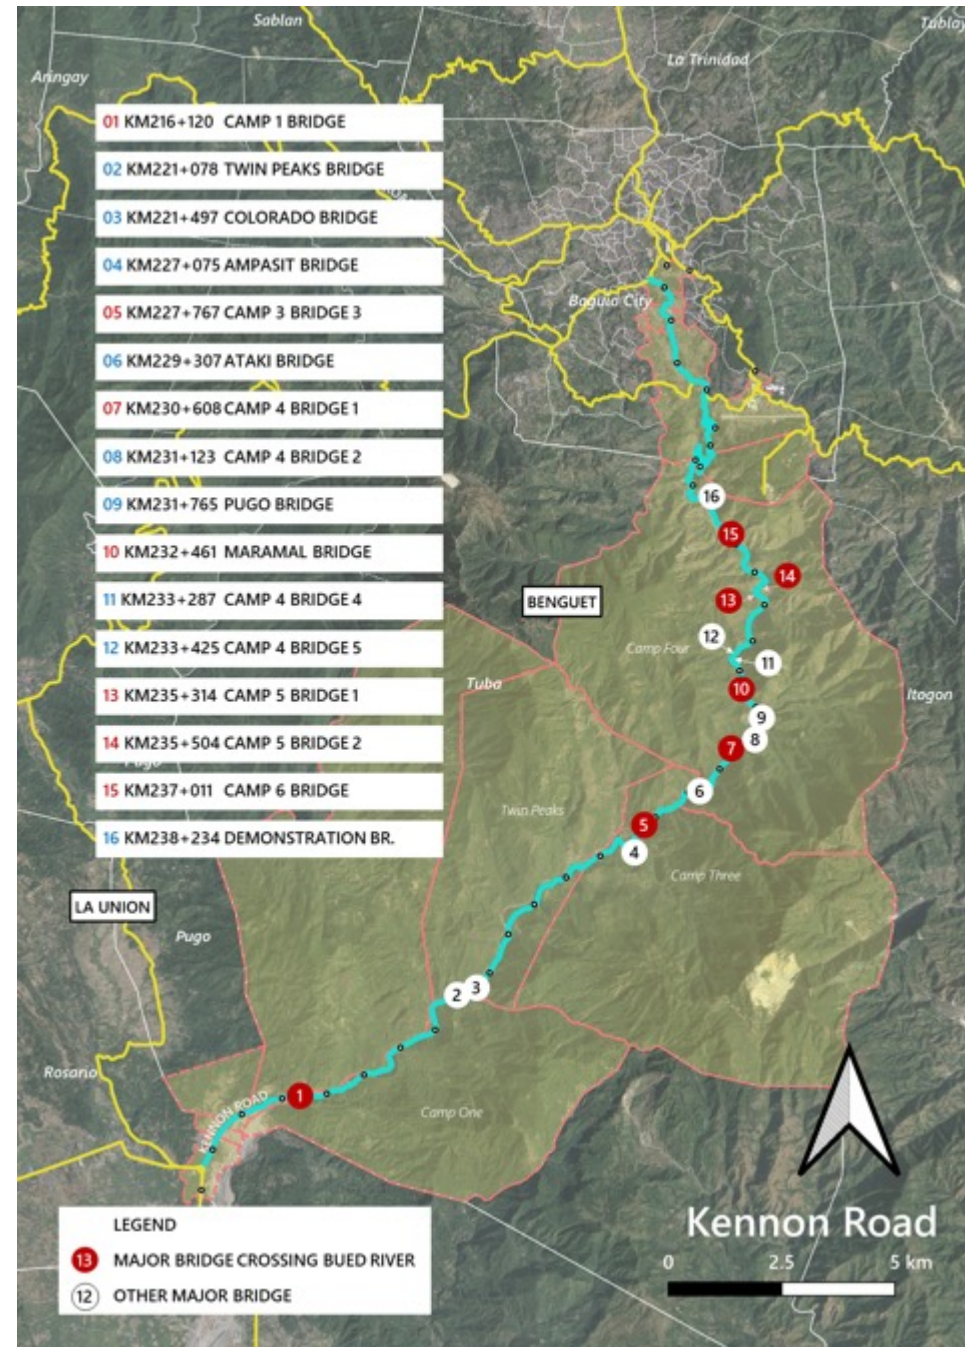 Sablan
Tublay
La Trinidad
Aringay
01 KM216+120 CAMP 1 BRIDGE
02 KM221+078 TWIN PEAKS BRIDGE
03 KM221+497 COLORADO BRIDGE
04 KM227+075 AMPASIT BRIDGE
05 KM227+767 CAMP 3 BRIDGE 3
06 KM229+307 ATAKI BRIDGE
07 KM230+608 CAMP 4 BRIDGE 1
08 KM231+123 CAMP 4 BRIDGE 2
09 KM231+765 PUGO BRIDGE
10 KM232+461 MARAMAL BRIDGE
11 KM233+287 CAMP 4 BRIDGE 4
12 KM233+425 CAMP 4 BRIDGE 5
13 KM235+314 CAMP 5 BRIDGE 1
14 KM235+504 CAMP 5 BRIDGE 2
15 KM237+011 CAMP 6 BRIDGE
16 KM238+234 DEMONSTRATION BR.
Baguio City
16
15
14
13
BENGUET
12
Camp Four
11
Tuba
10
Itogon
9
8
7
6
Twin Peaks
5
4
Camp Three
LA UNION
Pugo
3
2
Rosario
1
KENNON ROAD
Camp One
LEGEND
13 MAJOR BRIDGE CROSSING BUED RIVER
12 OTHER MAJOR BRIDGE
Kennon Road
0 2.5 5 km